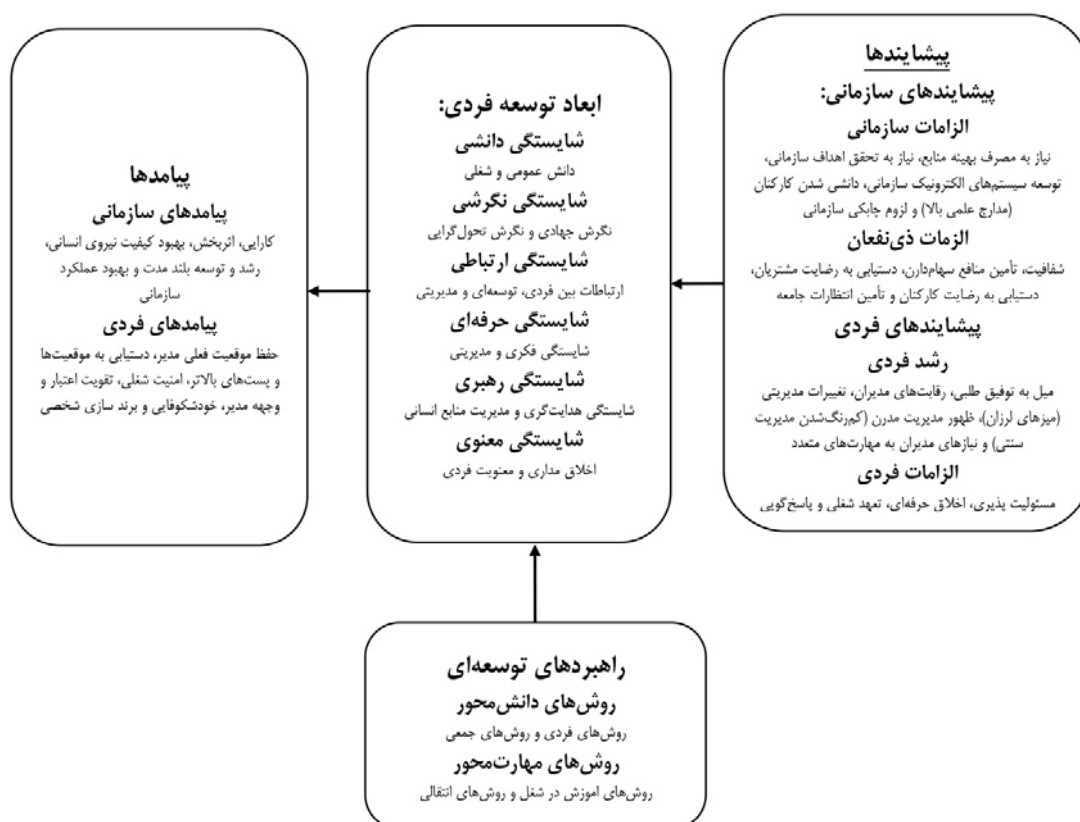 پیشایندها
پیشایندهای سازمانی:
الزامات سازمانی
نیاز به مصرف بهینه منابع، نیاز به تحقق اهداف سازمانی،
توسعه سیستم‌های الکترونیک سازمانی، دانشی شدن کارکنان
(مدارج علمی بالا) و لزوم چابکی سازمانی
الزمات ذی‌نفعان
شفافیت، تأمین منافع سهام‌دارن، دستیابی به رضایت مشتریان،
دستیابی به رضایت کارکنان و تأمین انتظارات جامعه
پیشایندهای فردی
رشد فردی
میل به توفیق طلبی، رقابت‌های مدیران، تغییرات مدیریتی
(میزهای لرزان)، ظهور مدیریت مدرن (کم‌رنگ‌شدن مدیریت
سنتی) و نیازهای مدیران به مهارت‌های متعدد
الزامات فردی
مسئولیت پذیری، اخلاق حرفه‌ای، تعهد شغلی و پاسخ‌گویی
ابعاد توسعه فردی:
شایستگی دانشی
دانش عمومی و شغلی
شایستگی نگرشی
نگرش جهادی و نگرش تحول‌گرایی
شایستگی ارتباطی
ارتباطات بین فردی، توسعه‌ای و مدیریتی
شایستگی حرفه‌ای
شایستگی فکری و مدیریتی
شایستگی رهبری
شایستگی هدایت‌گری و مدیریت منابع انسانی
شایستگی معنوی
اخلاق مداری و معنویت فردی
پیامدها
پیامدهای سازمانی
کارایی، اثربخش، بهبود کیفیت نیروی انسانی،
رشد و توسعه بلند مدت و بهبود عملکرد
سازمانی
پیامدهای فردی
حفظ موقعیت فعلی مدیر، دستیابی به موقعیت‌ها
و پست‌های بالاتر، امنیت شغلی، تقویت اعتبار و
وجهه مدیر، خودشکوفایی و برند سازی شخصی
راهبردهای توسعه‌ای
روش‌های دانش‌محور
روش‌های فردی و روش‌های جمعی
روش‌های مهارت‌محور
روش‌های اموزش در شغل و روش‌های انتقالی